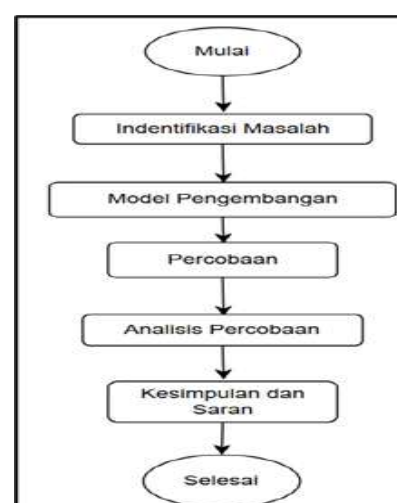 Mulai
Indentifikasi Masalah
Model Pengembangan
Percobaan
Analisis Percobaan
Kesimpulan dan
Saran
Selesai